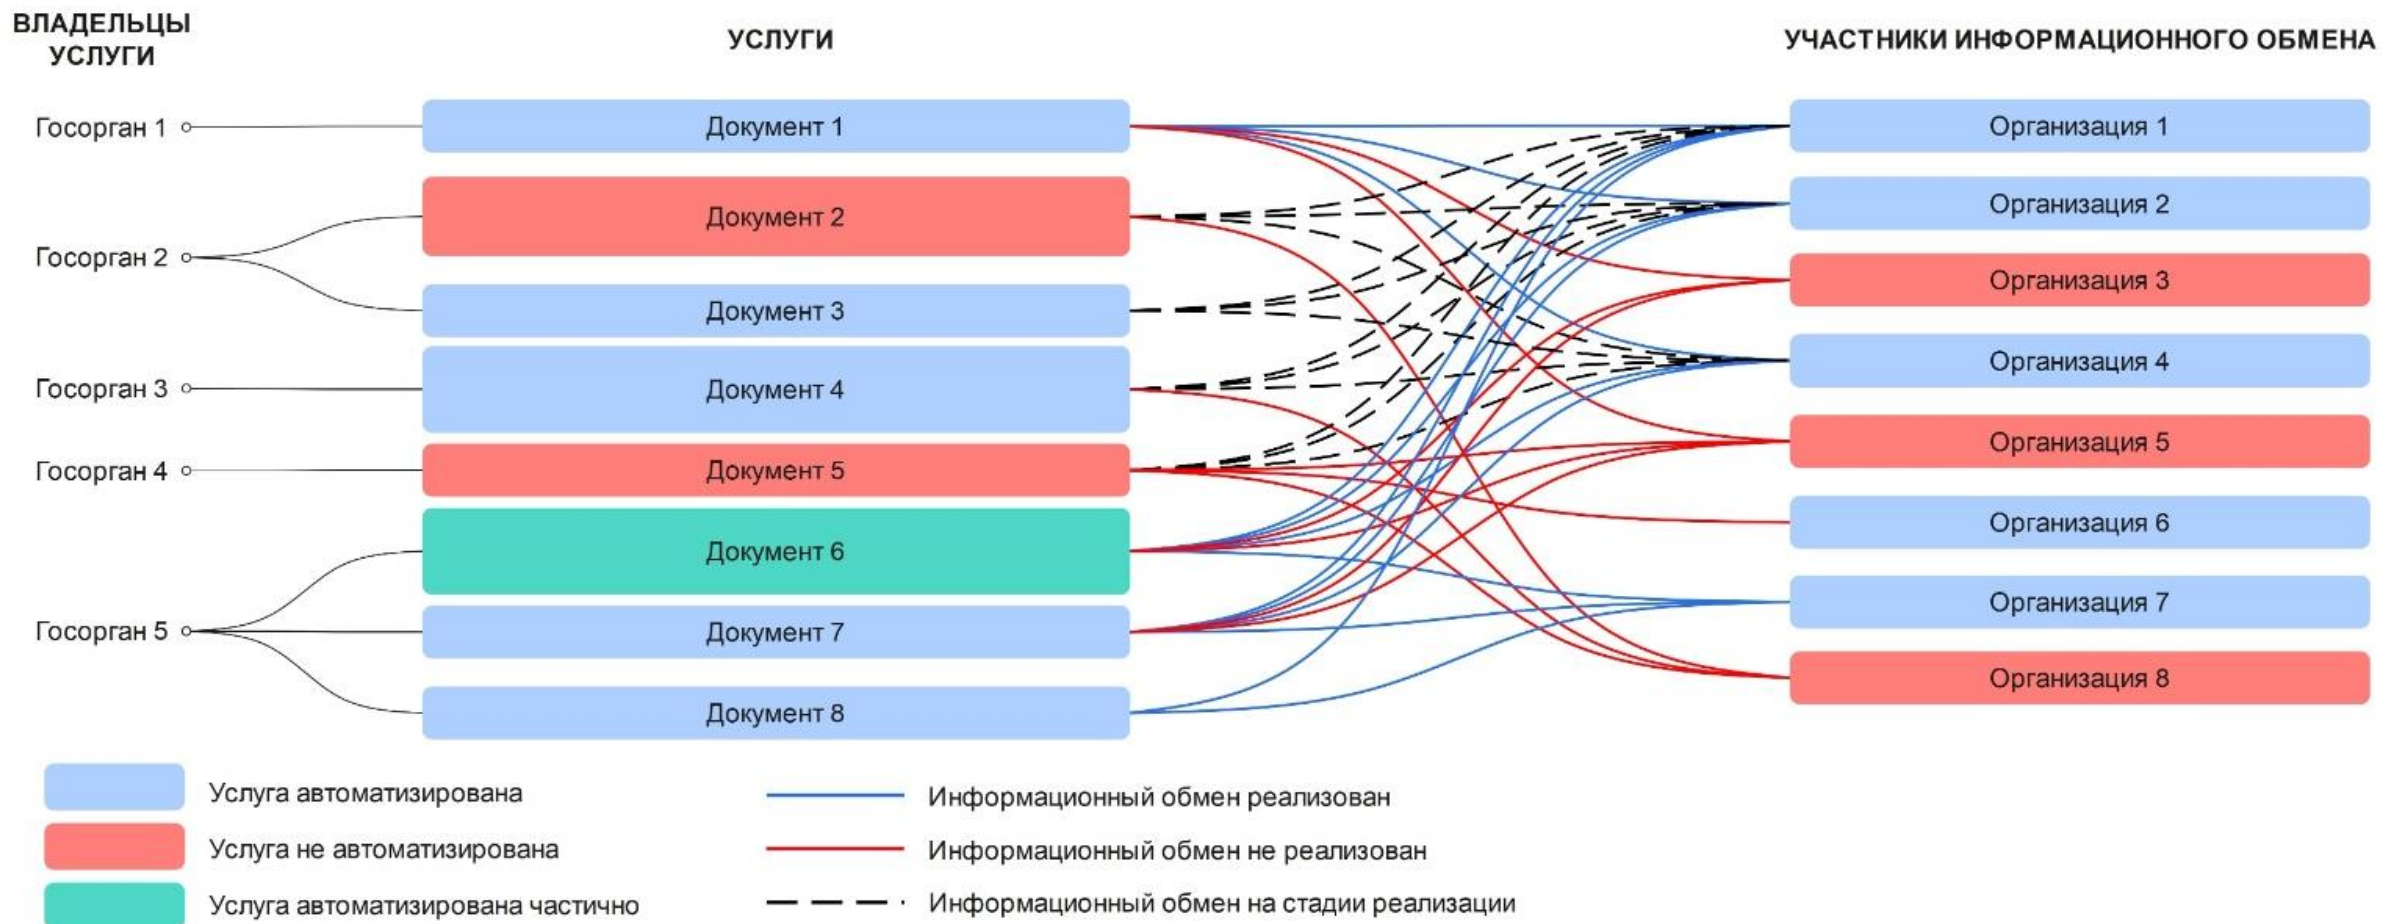 ВЛАДЕЛЬЦЫ
УСЛУГИ
УСЛУГИ
УЧАСТНИКИ ИНФОРМАЦИОННОГО ОБМЕНА
Госорган 1
Госорган 2
Госорган 3
Госорган 4
Госорган 5
Документ 1
Документ 2
Документ 3
Документ 4
Документ 5
Документ 6
Документ 7
Документ 8
Организация 1
Организация 2
Организация 3
Организация 4
Организация 5
Организация 6
Организация 7
Организация 8
Услуга автоматизирована
Услуга не автоматизирована
Услуга автоматизирована частично
Информационный обмен реализован
Информационный обмен не реализован
Информационный обмен на стадии реализации